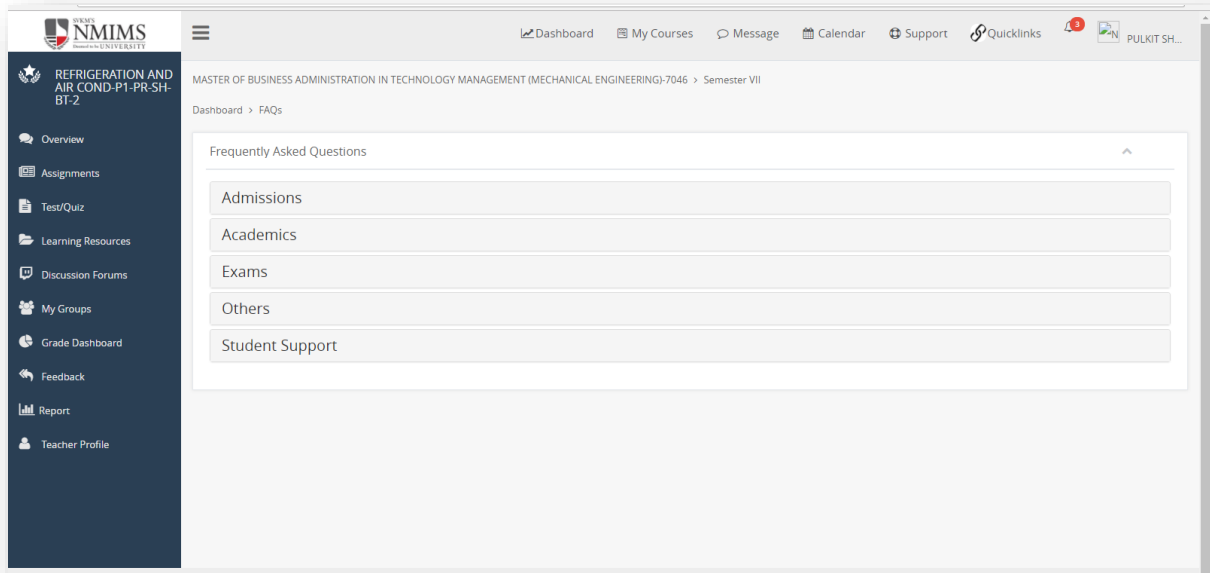 SVKM'S
NMIMS
Deemed to be UNIVERSITY
Dashboard
My Courses
Message
Calendar
Support
Quicklinks
3
N
PULKIT SH...
REFRIGERATION AND
AIR COND-P1-PR-SH-
BT-2
Overview
Assignments
Test/Quiz
Learning Resources
Discussion Forums
My Groups
Grade Dashboard
Feedback
Report
Teacher Profile
MASTER OF BUSINESS ADMINISTRATION IN TECHNOLOGY MANAGEMENT (MECHANICAL ENGINEERING)-7046 > Semester VII
Dashboard > FAQs
Frequently Asked Questions
Admissions
Academics
Exams
Others
Student Support